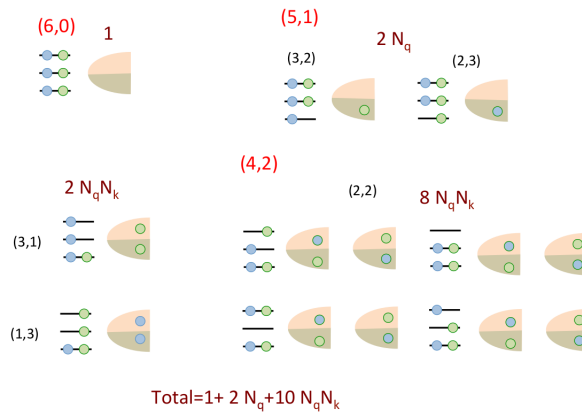 (6,0)
1
(5,1)
2 N_q
(3,2)
(2,3)
(4,2)
2 N_qN_k
(2,2)
8 N_qN_k
(3,1)
(1,3)
Total=1+ 2 N_q+10 N_qN_k